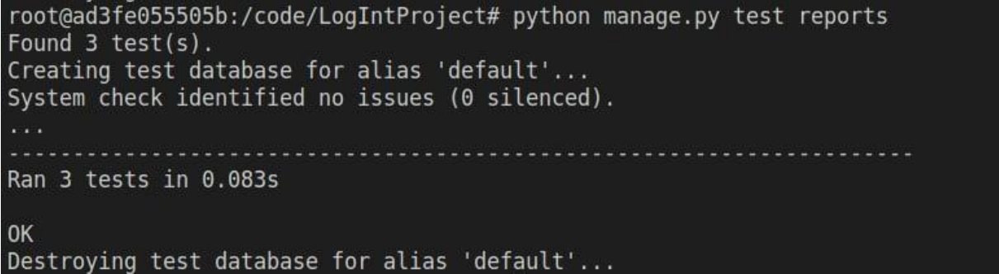 root@ad3fe055505b:/code/LogIntProject# python manage.py test reports
Found 3 test(s).
Creating test database for alias 'default'...
System check identified no issues (0 silenced).
...
----------------------------------------------------------------------
Ran 3 tests in 0.083s

OK
Destroying test database for alias 'default'...